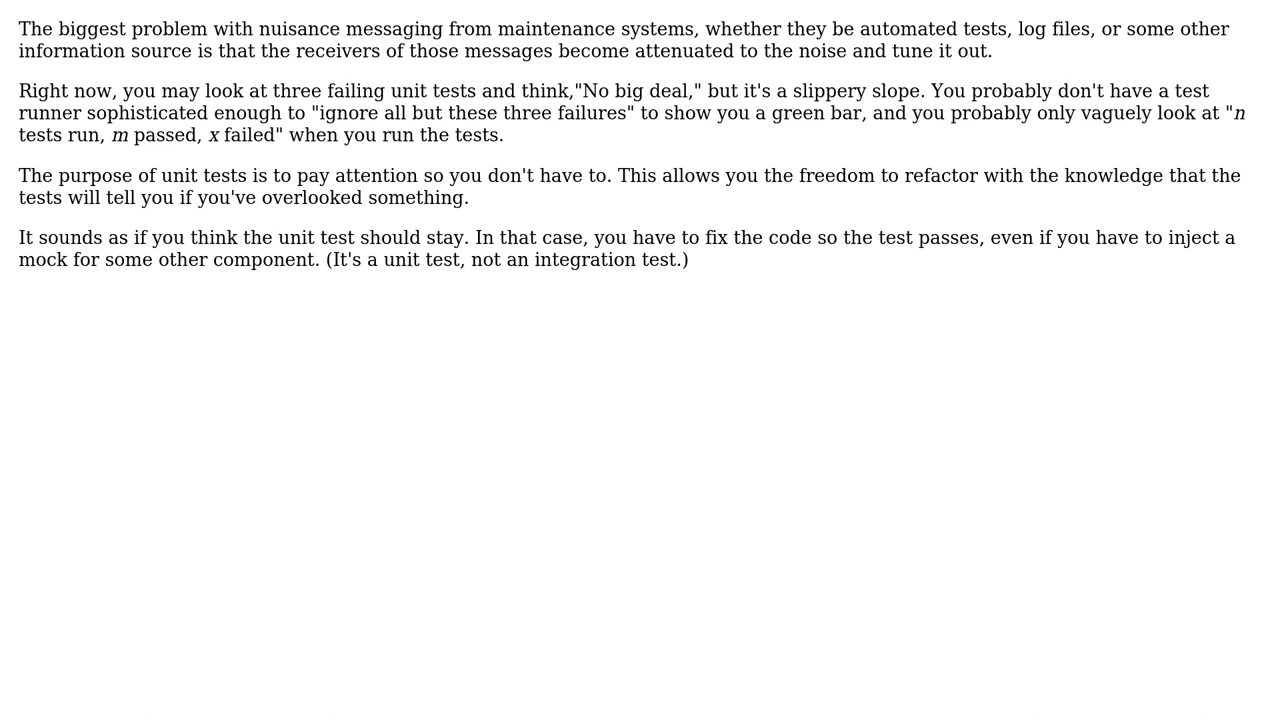 The biggest problem with nuisance messaging from maintenance systems, whether they be automated tests, log files, or some other
information source is that the receivers of those messages become attenuated to the noise and tune it out.
Right now, you may look at three failing unit tests and think,"No big deal," but it's a slippery slope. You probably don't have a test
runner sophisticated enough to "ignore all but these three failures" to show you a green bar, and you probably only vaguely look at "n
tests run, m passed, x failed" when you run the tests.
The purpose of unit tests is to pay attention so you don't have to. This allows you the freedom to refactor with the knowledge that the
tests will tell you if you've overlooked something.
It sounds as if you think the unit test should stay. In that case, you have to fix the code so the test passes, even if you have to inject a
mock for some other component. (It's a unit test, not an integration test.)